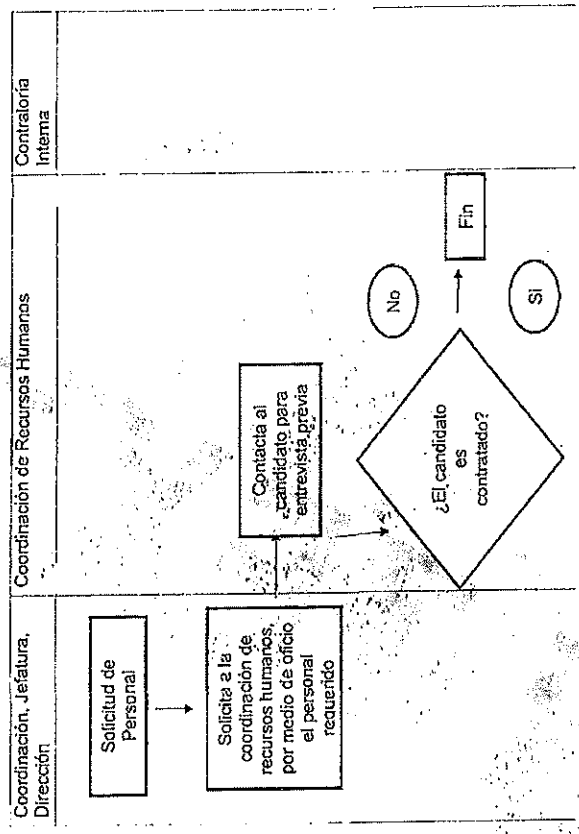 Coordinación, Jefatura,
Dirección
Coordinación de Recursos Humanos
Contraloría
Interna
Solicitud de
Personal
Solicita a la
coordinación de
recursos humanos,
por medio de oficio
el personal
requerido
Contacta al
candidato para
entrevista previa
¿El candidato
es
contratado?
No
Fin
Si